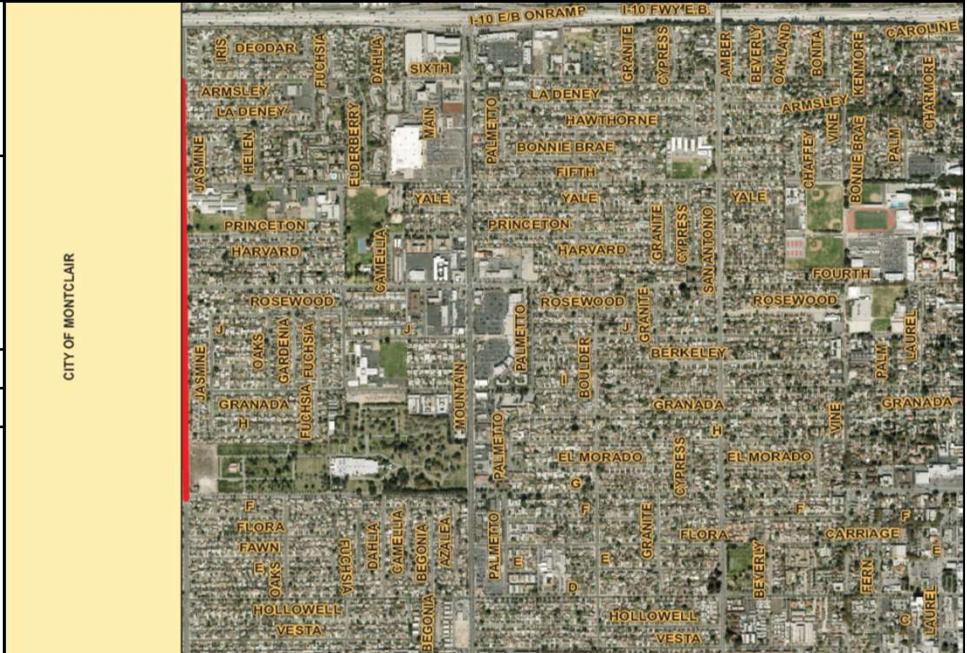 I-10 E/B ONRAMP
I-10 FWY E.B.
CAROLINE
IRIS
DEODAR
FUCHSIA
DAHLIA
SIXTH
GRANITE
CYPRESS
AMBER
BEVERLY
OAKLAND
BONITA
KENMORE
CHARMORE
ARMSLEY
LA DENEY
LA DENEY
ARMSLEY
MAIN
PALMETTO
HAWTHORNE
BONNIE BRAE
FIFTH
CHAFFEY
VINE
BONNIE BRAE
PALM
JASMINE
HELEN
ELDERBERRY
YALE
YALE
YALE
PRINCETON
PRINCETON
HARVARD
CAMELLIA
HARVARD
GRANITE
CYPRESS
SAN ANTONIO
FOURTH
CITY OF MONTCLAIR
ROSEWOOD
ROSEWOOD
ROSEWOOD
J
OAKS
GARDENIA
FUCHSIA
J
PALMETTO
J
GRANITE
LAUREL
JASMINE
BERKELEY
PALM
I
BOULDER
GRANADA
FUCHSIA
MOUNTAIN
GRANADA
VINE
GRANADA
H
H
PALMETTO
EL MORADO
CYPRESS
EL MORADO
G
F
F
F
F
FLORA
FAWN
E
OAKS
FUCHSIA
DAHLIA
CAMELLIA
BEGONIA
AZALEA
PALMETTO
E
E
D
GRANITE
FLORA
CARRIAGE
E
BEVERLY
FERN
LAUREL
HOLLOWELL
VESTA
BEGONIA
HOLLOWELL
VESTA
C